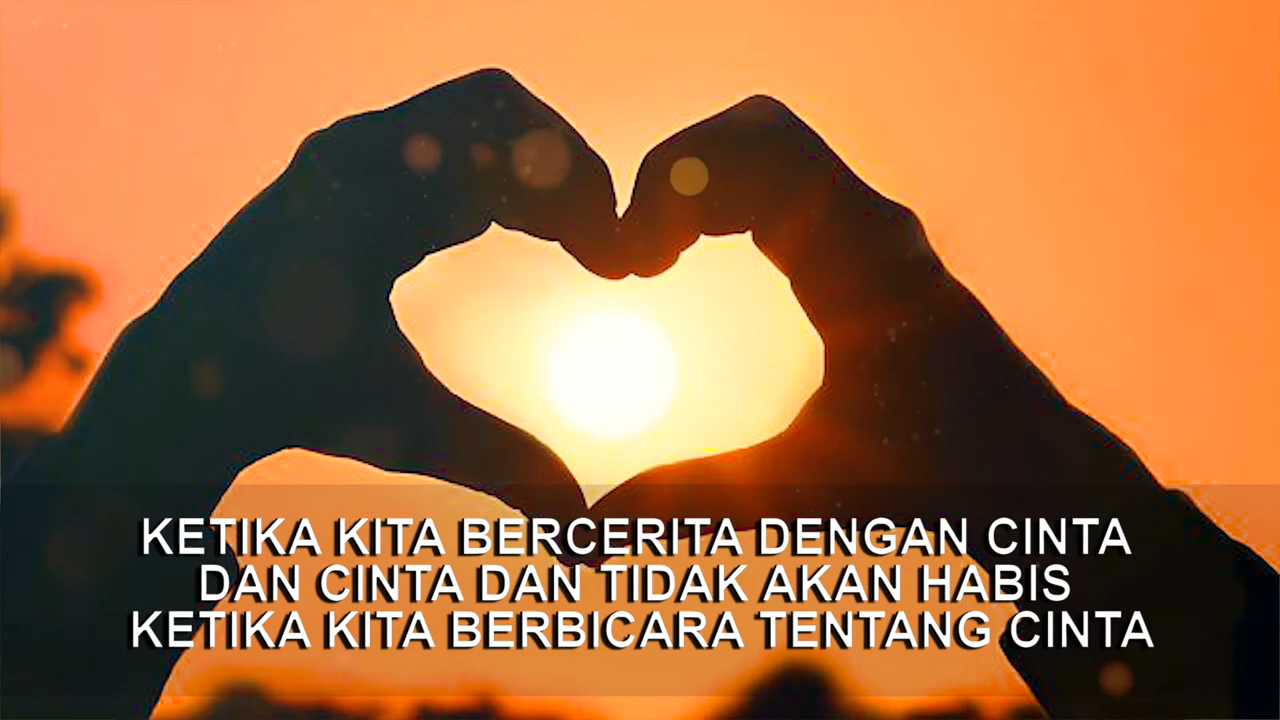 KETIKA KITA BERCERITA DENGAN CINTA
DAN CINTA DAN TIDAK AKAN HABIS
KETIKA KITA BERBICARA TENTANG CINTA